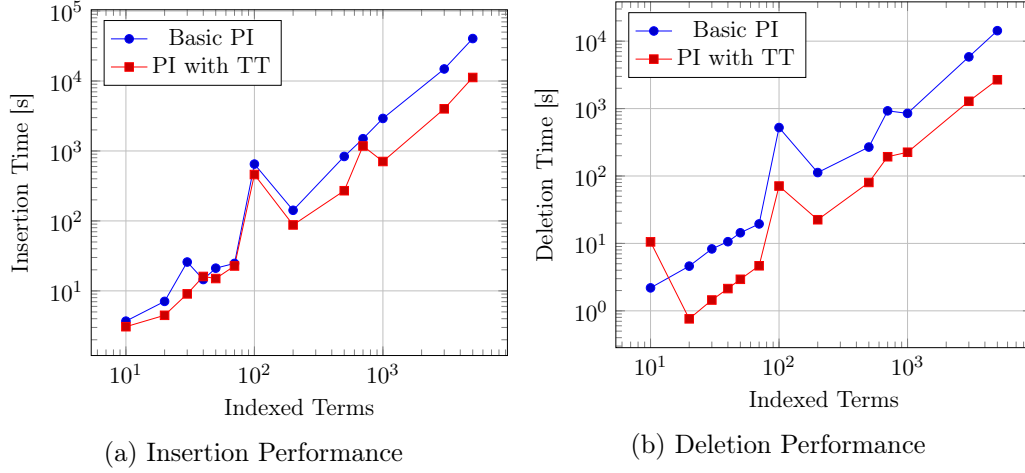 Basic PI
PI with TT
10^5
10^4
10^3
10^2
10^1
Insertion Time [s]
10^1 10^2 10^3
Indexed Terms
(a) Insertion Performance
Basic PI
PI with TT
10^4
10^3
10^2
10^1
10^0
Deletion Time [s]
10^1 10^2 10^3
Indexed Terms
(b) Deletion Performance